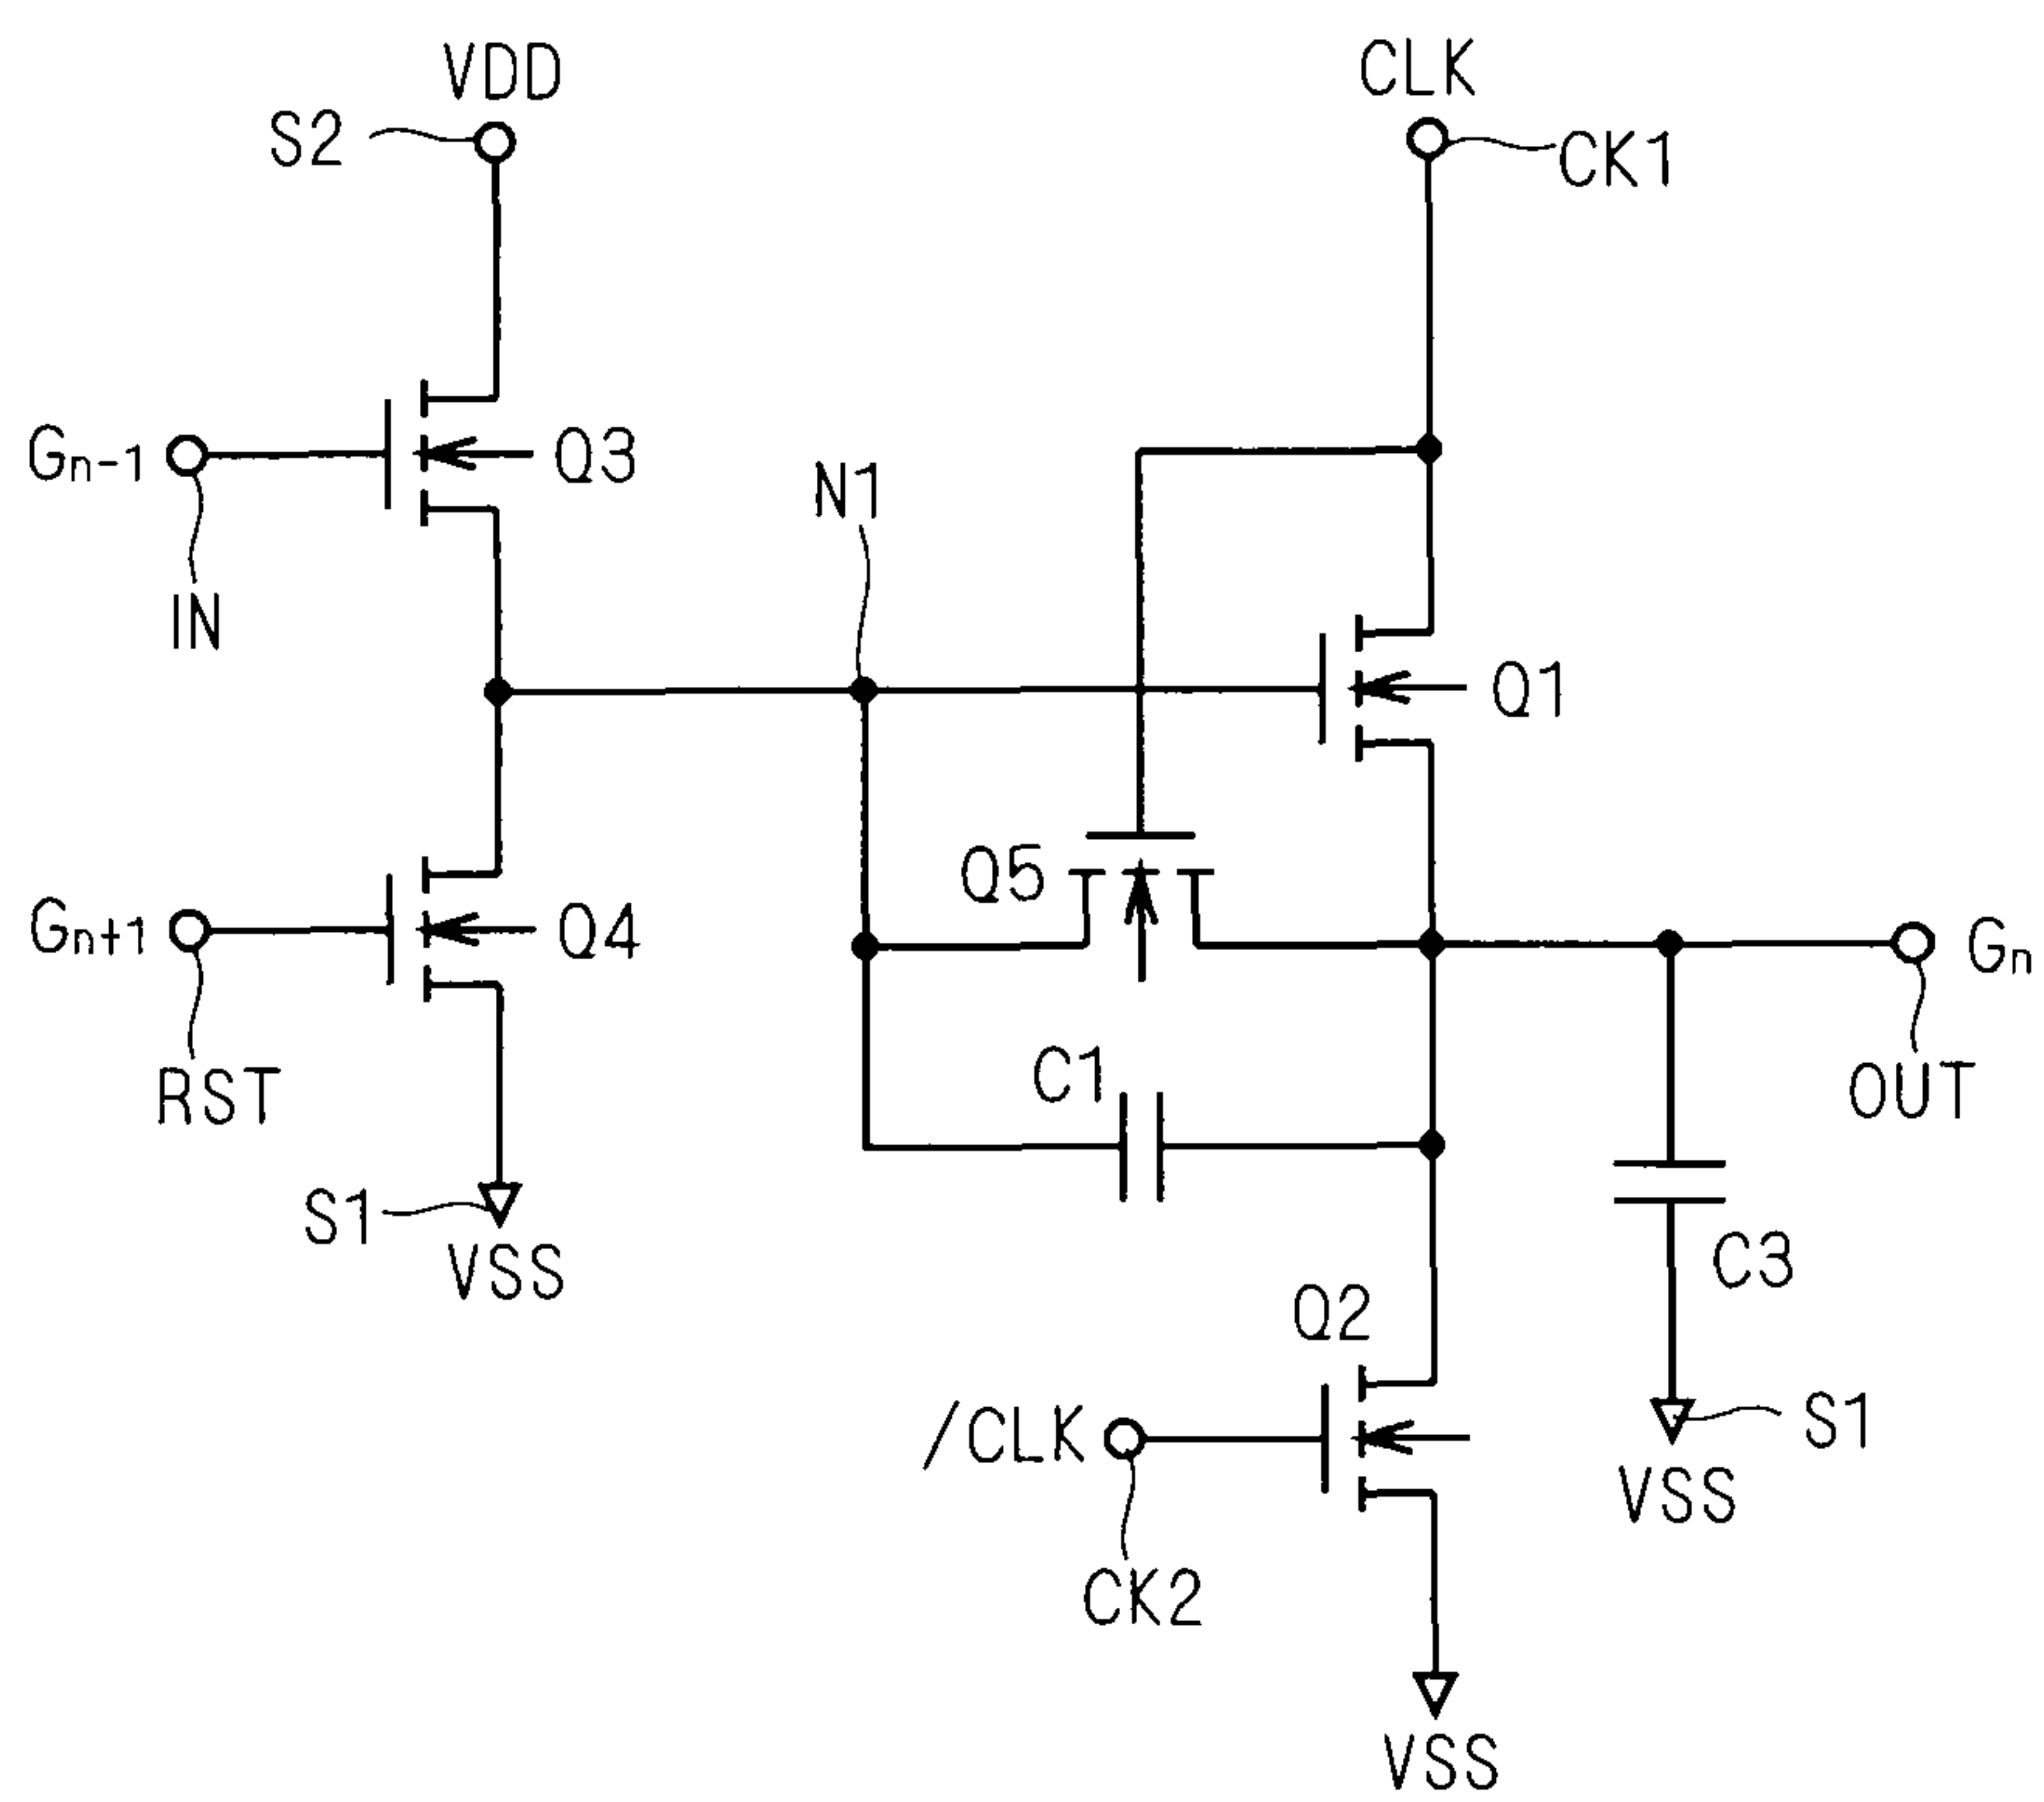 VDD
CLK
S2
CK1
Gn-1
Q3
N1
IN
Q1
Q5
Gn+1
Q4
Gn
C1
RST
OUT
S1
VSS
C3
Q2
/CLK
S1
VSS
CK2
VSS